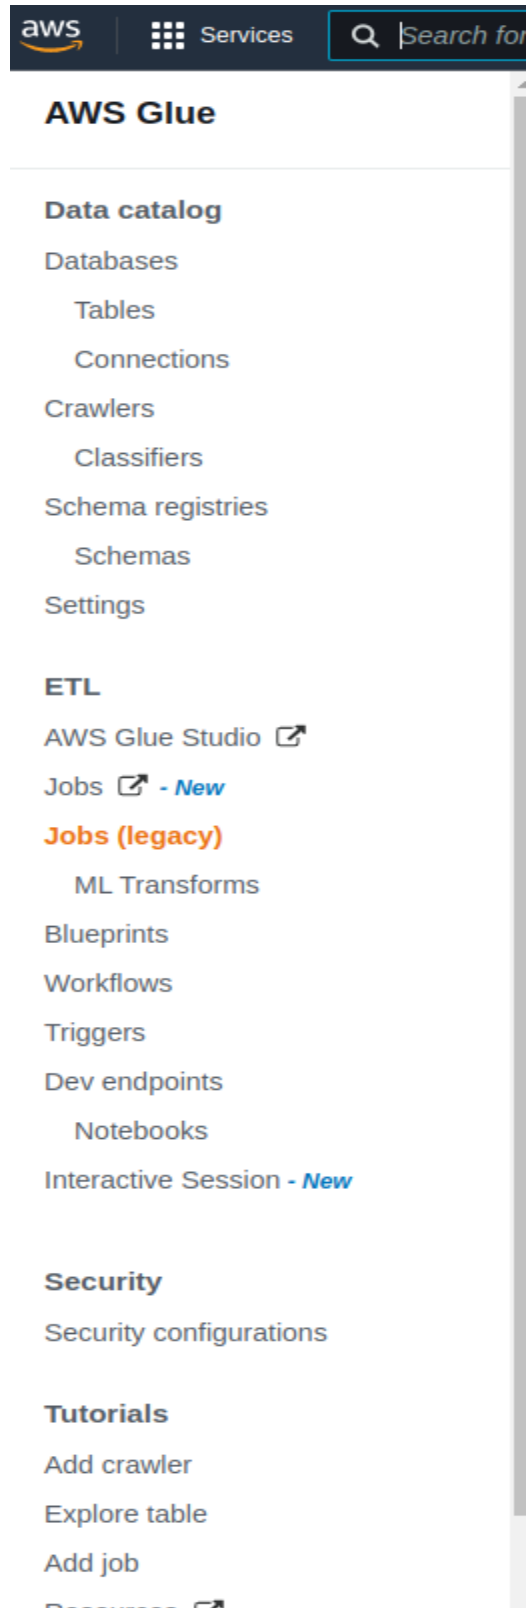 aws
Services
Search for
AWS Glue
Data catalog
Databases
Tables
Connections
Crawlers
Classifiers
Schema registries
Schemas
Settings
ETL
AWS Glue Studio
Jobs - New
Jobs (legacy)
ML Transforms
Blueprints
Workflows
Triggers
Dev endpoints
Notebooks
Interactive Session - New
Security
Security configurations
Tutorials
Add crawler
Explore table
Add job